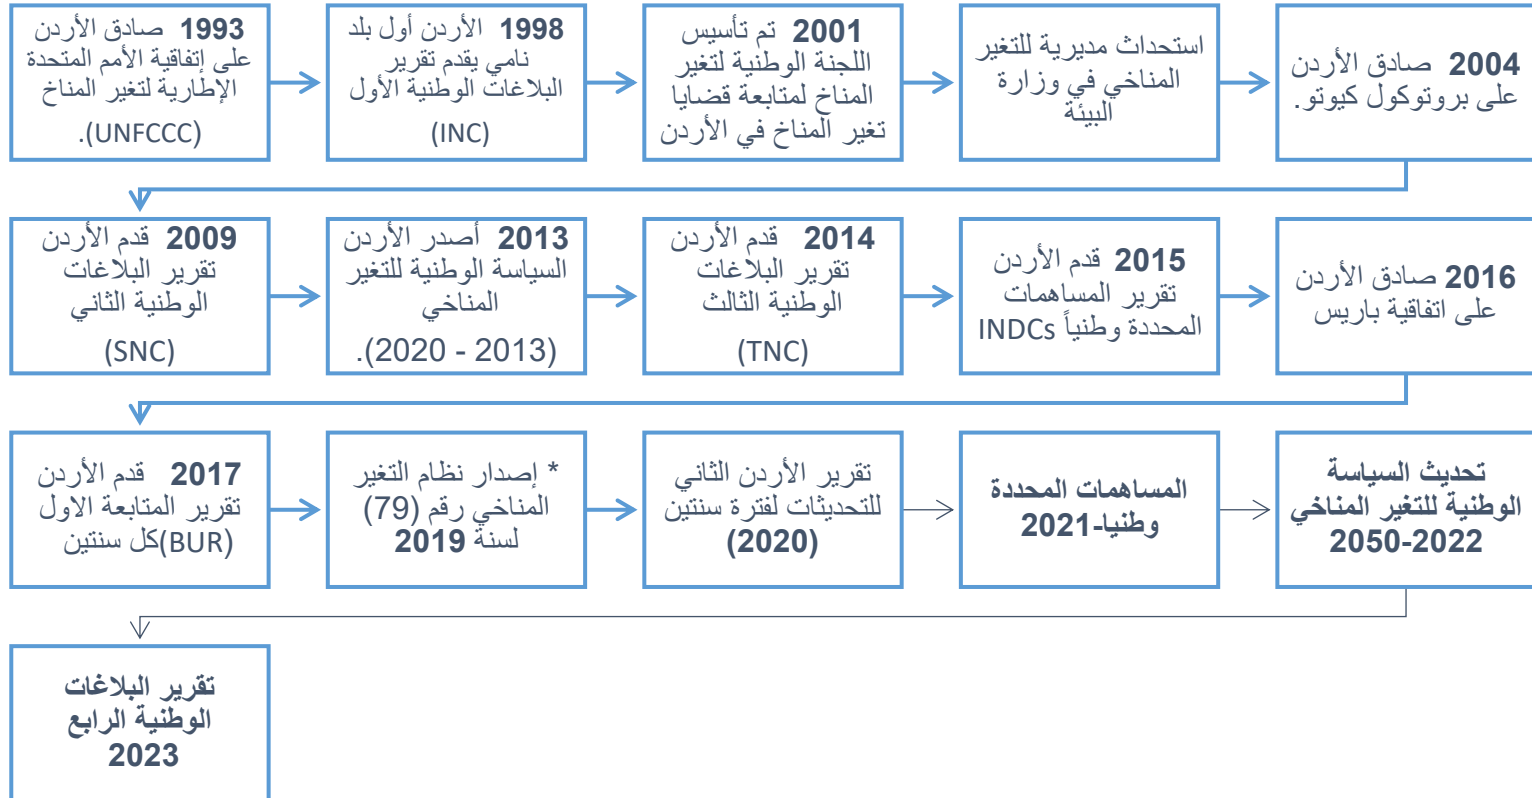 1993 صادق الأردن
على إتفاقية الأمم المتحدة
الإطارية لتغير المناخ
(UNFCCC).
1998 الأردن أول بلد
نامي يقدم تقرير
البلاغات الوطنية الأول
(INC)
2001 تم تأسيس
اللجنة الوطنية لتغير
المناخ لمتابعة قضايا
تغير المناخ في الأردن
استحداث مديرية للتغير
المناخي في وزارة
البيئة
2004 صادق الأردن
على بروتوكول كيوتو.
2009 قدم الأردن
تقرير البلاغات
الوطنية الثاني
(SNC)
2013 أصدر الأردن
السياسة الوطنية للتغير
المناخي
(2013 - 2020).
2014 قدم الأردن
تقرير البلاغات
الوطنية الثالث
(TNC)
2015 قدم الأردن
تقرير المساهمات
المحددة وطنياً INDCs
2016 صادق الأردن
على اتفاقية باريس
2017 قدم الأردن
تقرير المتابعة الاول
(BUR)كل سنتين
* إصدار نظام التغير
المناخي رقم (79)
لسنة 2019
تقرير الأردن الثاني
للتحديثات لفترة سنتين
(2020)
المساهمات المحددة
وطنيا-2021
تحديث السياسة
الوطنية للتغير المناخي
2022-2050
تقرير البلاغات
الوطنية الرابع
2023